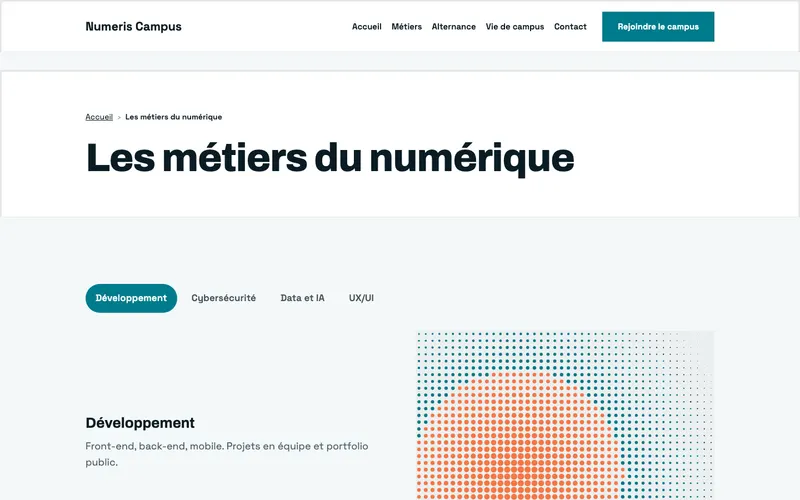 Numeris Campus
Accueil Métiers Alternance Vie de campus Contact Rejoindre le campus
Accueil » Les métiers du numérique
Les métiers du numérique
Développement Cybersécurité Data et IA UX/UI
Développement
Front-end, back-end, mobile. Projets en équipe et portfolio
public.